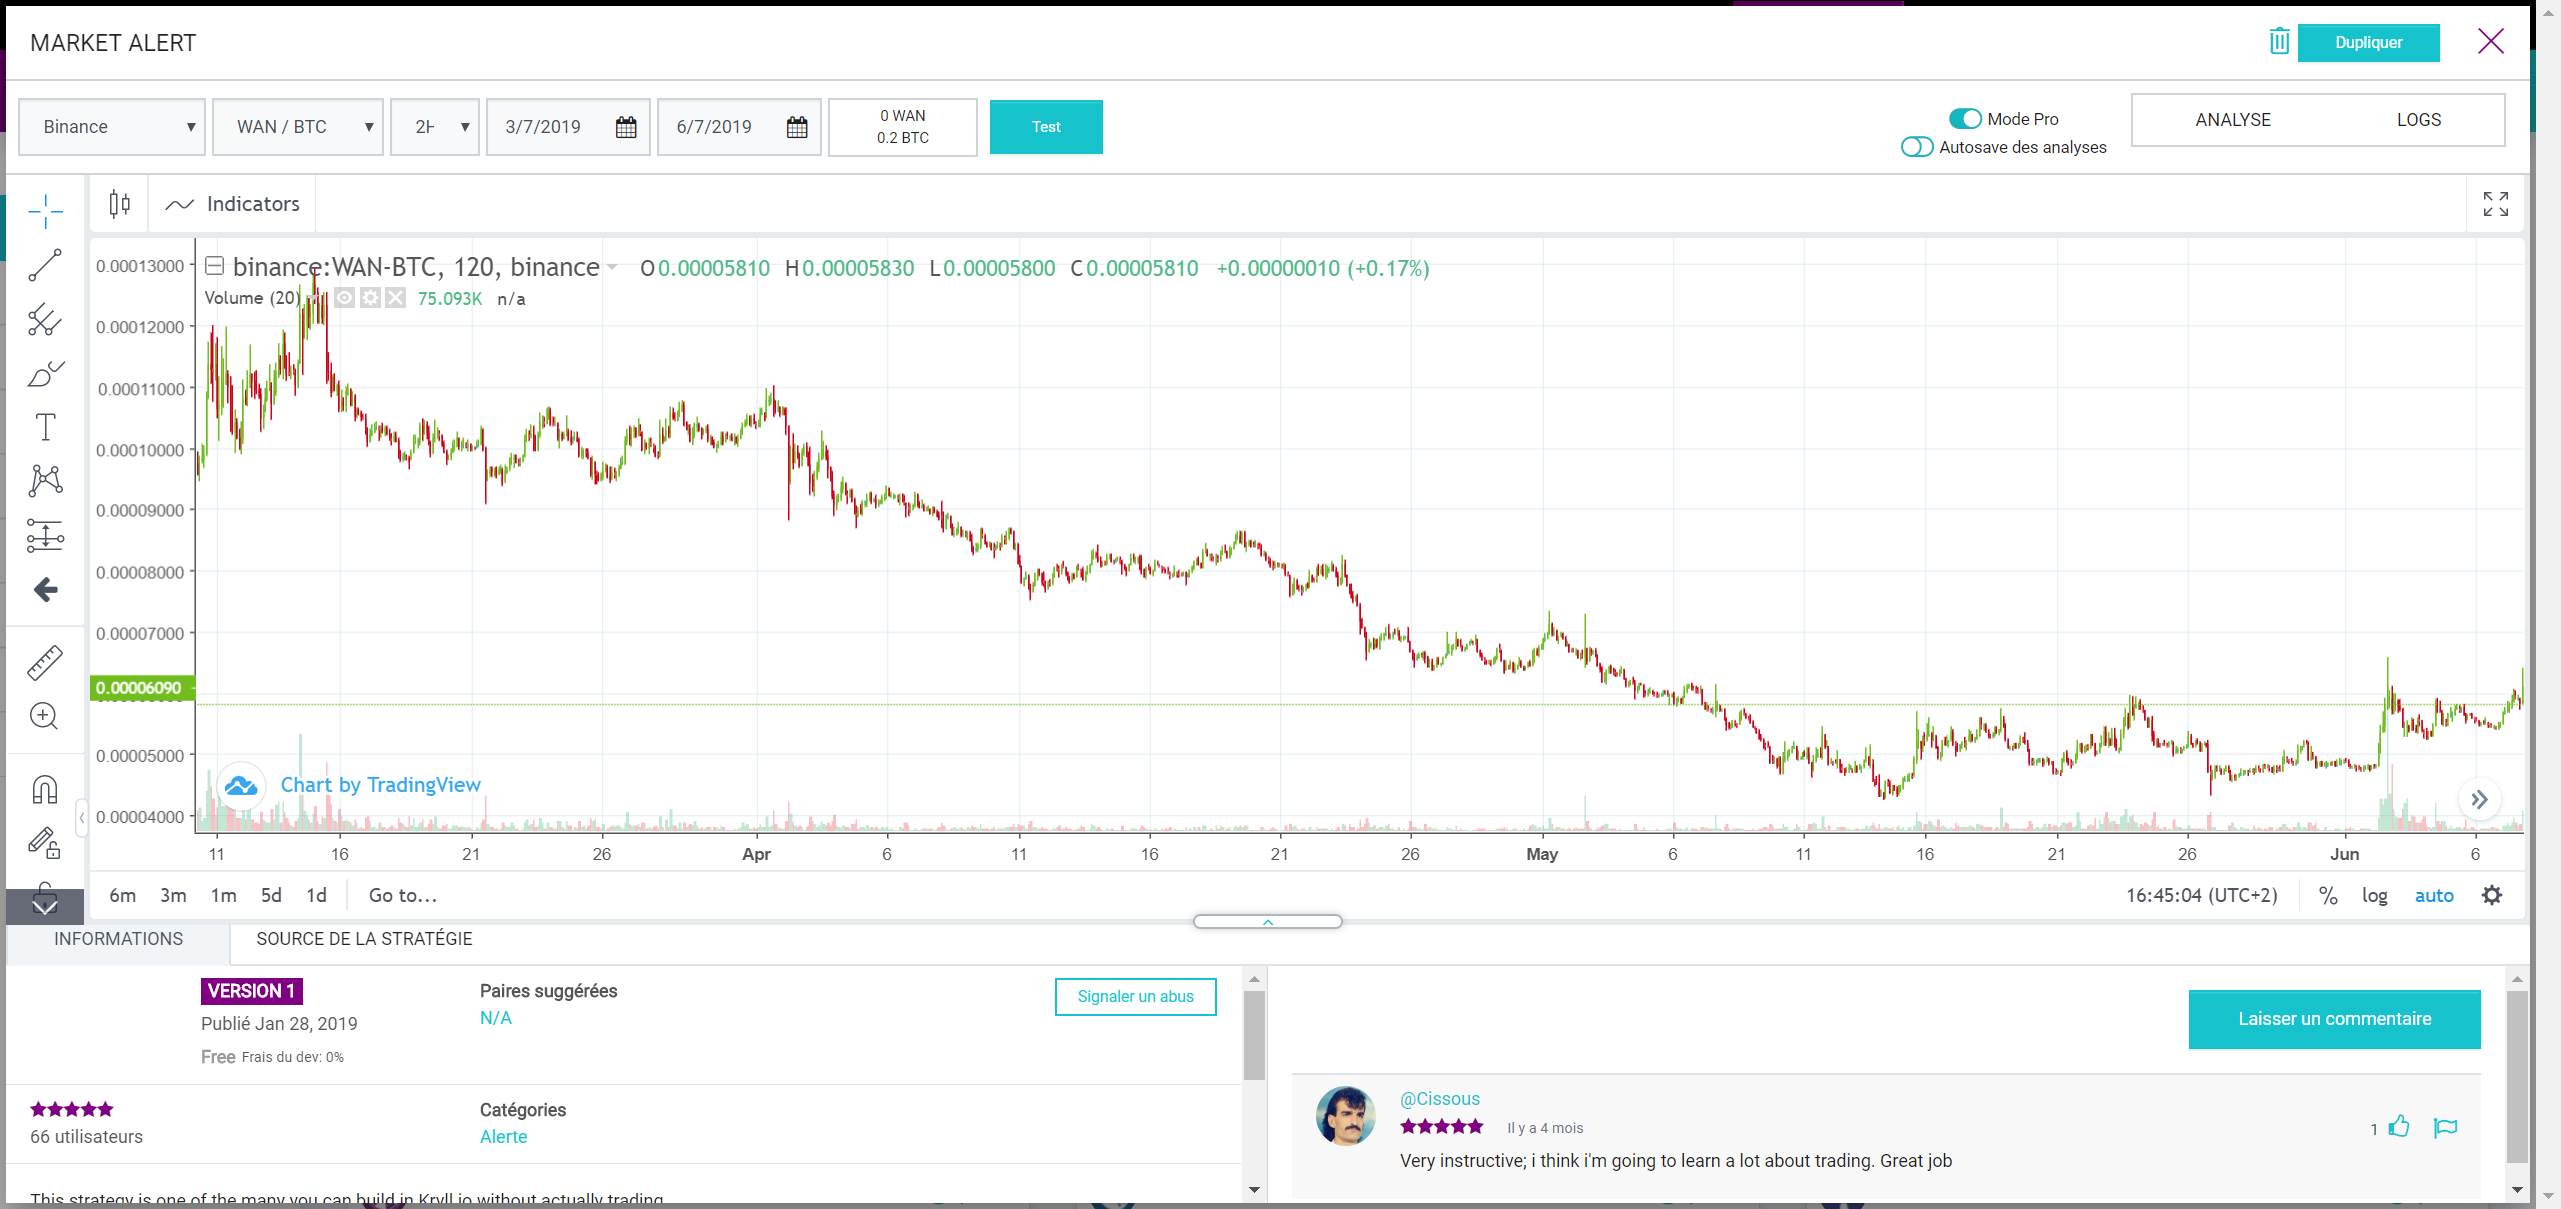 MARKET ALERT
Dupliquer
Binance
WAN / BTC
2H
3/7/2019
6/7/2019
0 WAN
0.2 BTC
Test
Mode Pro
Autosave des analyses
ANALYSE
LOGS
Indicators
binance:WAN-BTC, 120, binance O0.00005810 H0.00005830 L0.00005800 C0.00005810 +0.00000010 (+0.17%)
Volume (20) 75.093K n/a
0.00013000
0.00012000
0.00011000
0.00010000
0.00009000
0.00008000
0.00007000
0.00006090
0.00005000
0.00004000
Chart by TradingView
11 16 21 26 Apr 6 11 16 21 26 May 6 11 16 21 26 Jun 6
6m 3m 1m 5d 1d Go to...
16:45:04 (UTC+2) % log auto
INFORMATIONS
SOURCE DE LA STRATÉGIE
VERSION 1
Publié Jan 28, 2019
Free Frais du dev: 0%
Paires suggérées
N/A
Signaler un abus
66 utilisateurs
Catégories
Alerte
This strategy is one of the many you can build in Kryll.io without actually trading
Laisser un commentaire
@Cissous
Il y a 4 mois
1
Very instructive; i think i'm going to learn a lot about trading. Great job